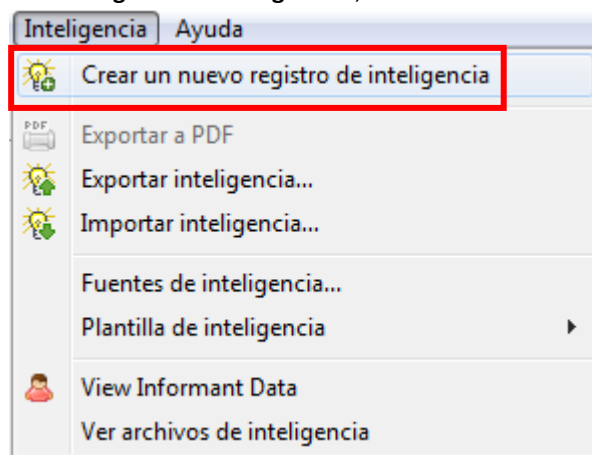 Inteligencia Ayuda
Crear un nuevo registro de inteligencia
PDF
Exportar a PDF
Exportar inteligencia...
Importar inteligencia...
Fuentes de inteligencia...
Plantilla de inteligencia
View Informant Data
Ver archivos de inteligencia